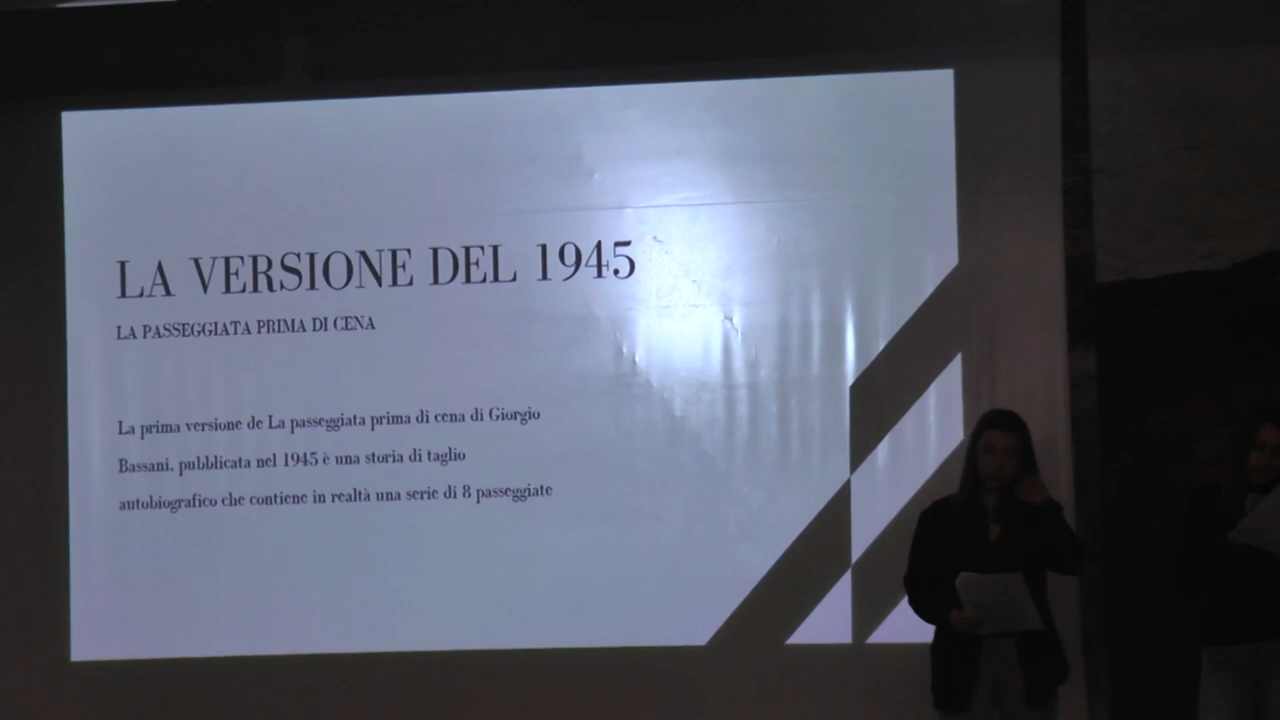 LA VERSIONE DEL 1945
LA PASSEGGIATA PRIMA DI CENA
La prima versione de La passeggiata prima di cena di Giorgio
Bassani, pubblicata nel 1945 è una storia di taglio
autobiografico che contiene in realtà una serie di 8 passeggiate